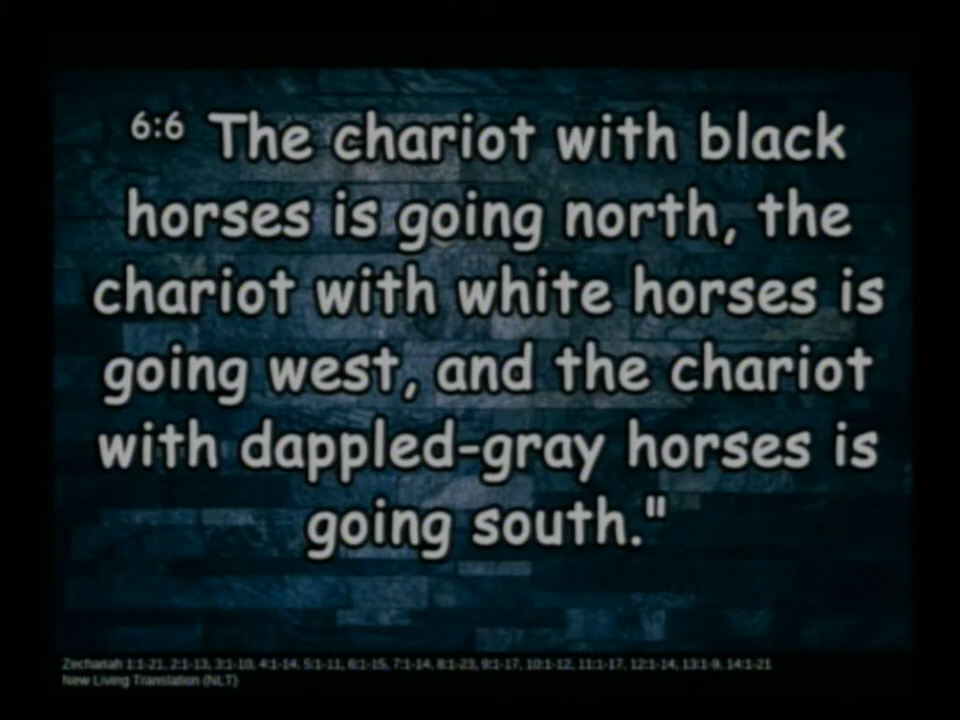 6:6 The chariot with black
horses is going north, the
chariot with white horses is
going west, and the chariot
with dappled-gray horses is
going south."
Zechariah 1:1-21, 2:1-13, 3:1-10, 4:1-14, 5:1-11, 6:1-15, 7:1-14, 8:1-23, 9:1-17, 10:1-12, 11:1-17, 12:1-14, 13:1-9, 14:1-21
New Living Translation (NLT)